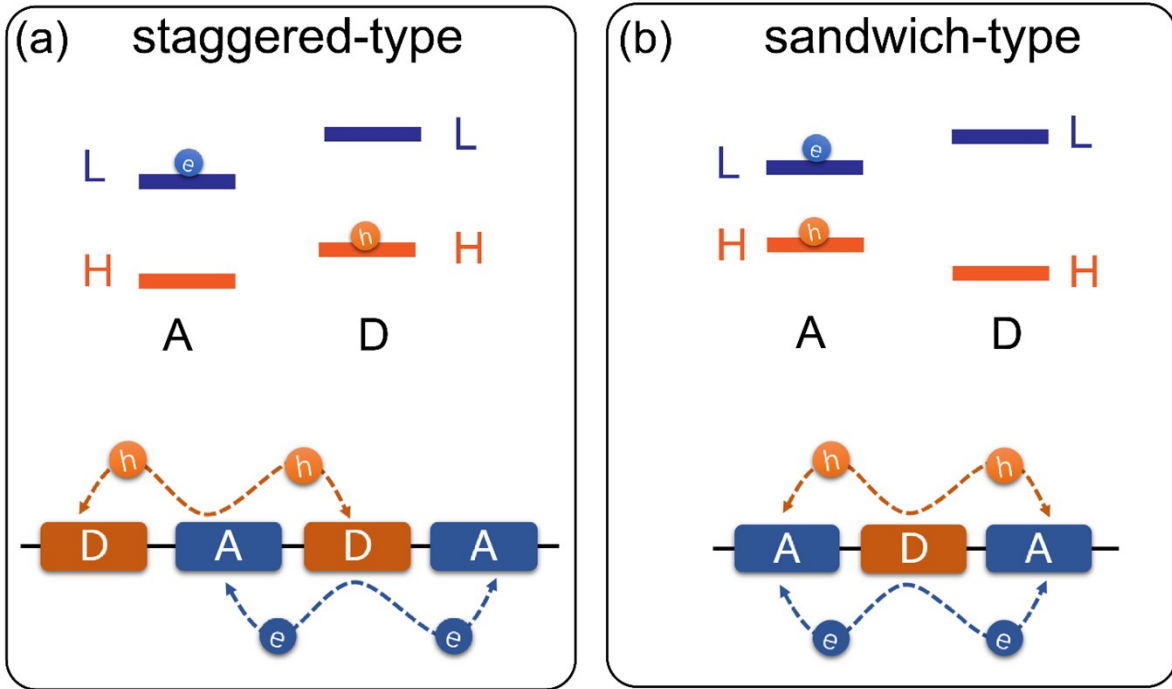 (a) staggered-type
L e L
H h H
A D
h h
D A D A
e e
(b) sandwich-type
L e L
H h H
A D
h h
A D A
e e